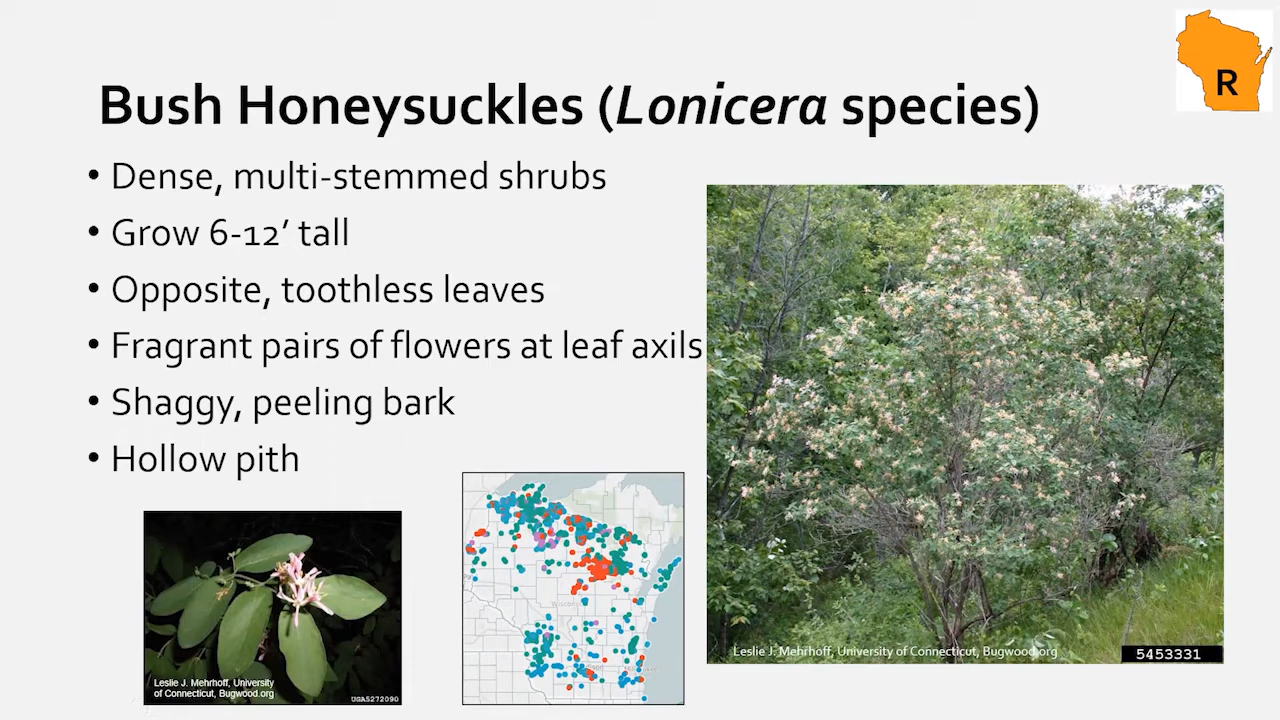 R
Bush Honeysuckles (Lonicera species)
• Dense, multi-stemmed shrubs
• Grow 6-12’ tall
• Opposite, toothless leaves
• Fragrant pairs of flowers at leaf axils
• Shaggy, peeling bark
• Hollow pith
Leslie J. Mehrhoff, University
of Connecticut, Bugwood.org
UGA5272090
Leslie J. Mehrhoff, University of Connecticut, Bugwood.org
5453331